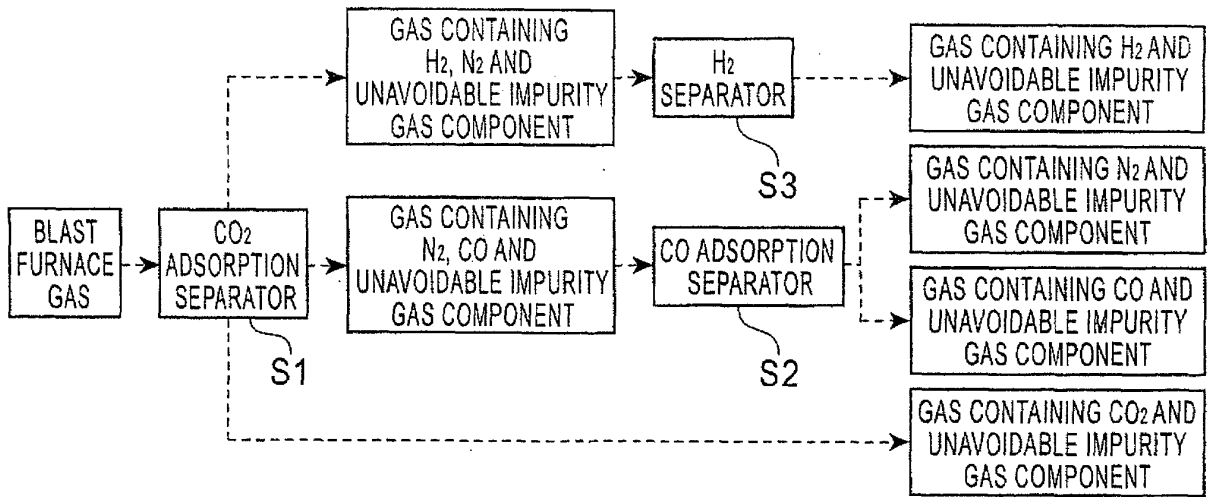 BLAST
FURNACE
GAS
CO2
ADSORPTION
SEPARATOR
S1
GAS CONTAINING
H2, N2 AND
UNAVOIDABLE IMPURITY
GAS COMPONENT
H2
SEPARATOR
S3
GAS CONTAINING H2 AND
UNAVOIDABLE IMPURITY
GAS COMPONENT
GAS CONTAINING
N2, CO AND
UNAVOIDABLE IMPURITY
GAS COMPONENT
CO ADSORPTION
SEPARATOR
S2
GAS CONTAINING N2 AND
UNAVOIDABLE IMPURITY
GAS COMPONENT
GAS CONTAINING CO AND
UNAVOIDABLE IMPURITY
GAS COMPONENT
GAS CONTAINING CO2 AND
UNAVOIDABLE IMPURITY
GAS COMPONENT